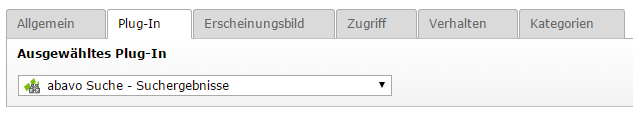 Allgemein Plug-In Erscheinungsbild Zugriff Verhalten Kategorien
Ausgewähltes Plug-In
abavo Suche - Suchergebnisse